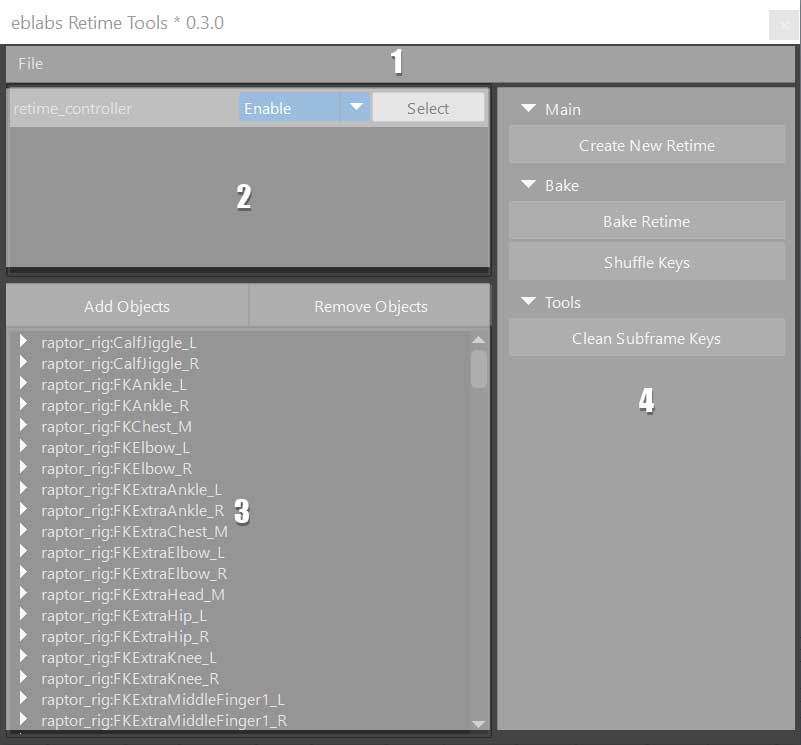 eblabs Retime Tools * 0.3.0
File
1
retime_controller Enable Select
2
Add Objects Remove Objects
raptor_rig:CalfJiggle_L
raptor_rig:CalfJiggle_R
raptor_rig:FKAnkle_L
raptor_rig:FKAnkle_R
raptor_rig:FKChest_M
raptor_rig:FKElbow_L
raptor_rig:FKElbow_R
raptor_rig:FKExtraAnkle_L
raptor_rig:FKExtraAnkle_R
3
raptor_rig:FKExtraChest_M
raptor_rig:FKExtraElbow_L
raptor_rig:FKExtraElbow_R
raptor_rig:FKExtraHead_M
raptor_rig:FKExtraHip_L
raptor_rig:FKExtraHip_R
raptor_rig:FKExtraKnee_L
raptor_rig:FKExtraKnee_R
raptor_rig:FKExtraMiddleFinger1_L
raptor_rig:FKExtraMiddleFinger1_R
Main
Create New Retime
Bake
Bake Retime
Shuffle Keys
Tools
Clean Subframe Keys
4